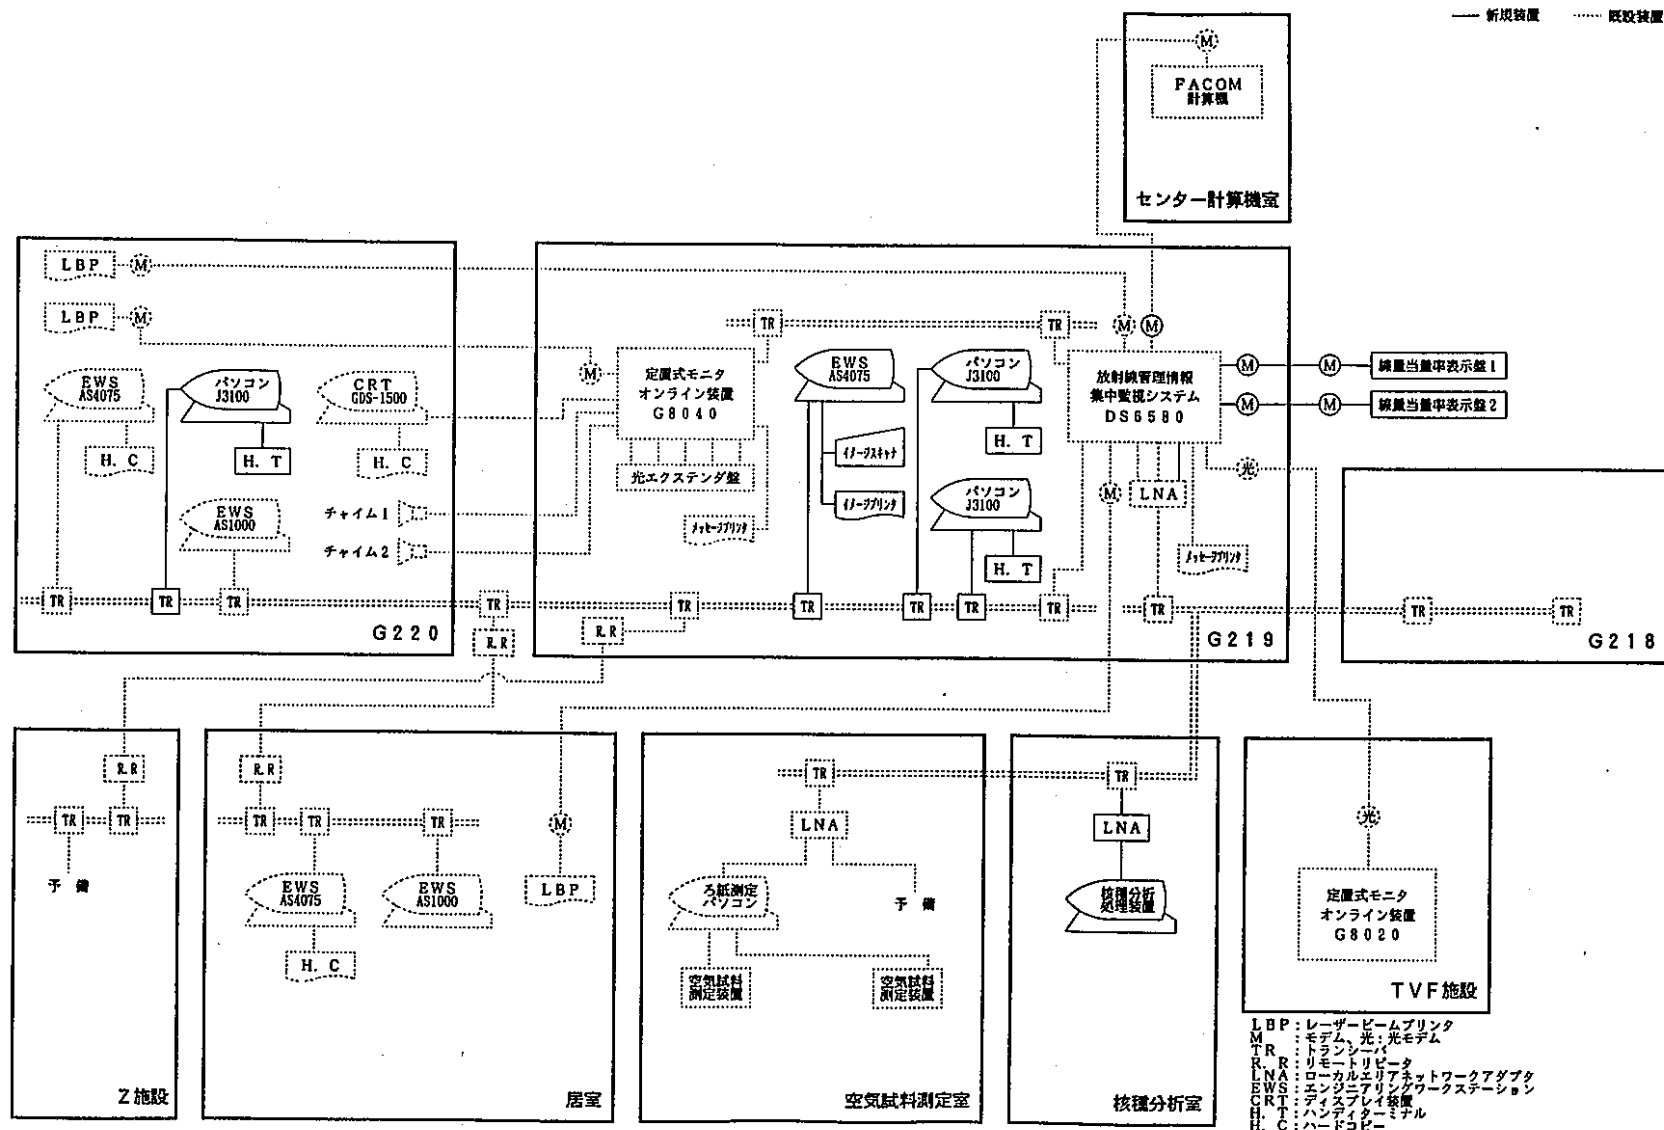 新規装置
既設装置
M
FACOM
計算機
センター計算機室
LBP
M
LBP
M
EWS
AS4075
パソコン
J3100
CRT
GDS-1500
H. C
H. T
H. C
EWS
AS1000
チャイム1
チャイム2
TR
TR
TR
TR
R.R
G220
TR
TR
M
M
M
定置式モニタ
オンライン装置
G8040
光エクステンダ盤
メッセージプリンタ
EWS
AS4075
イメージスキャナ
イメージプリンタ
パソコン
J3100
H. T
パソコン
J3100
H. T
放射線管理情報
集中監視システム
DS6580
M
M
線量当量率表示盤1
M
M
線量当量率表示盤2
光
M
LNA
メッセージプリンタ
TR
R.R
TR
TR
TR
TR
TR
G219
TR
TR
G218
R.R
TR
TR
予備
Z施設
R.R
TR
TR
TR
M
EWS
AS4075
EWS
AS1000
LBP
H. C
居室
TR
LNA
ろ紙測定
パソコン
予備
空気試料
測定装置
空気試料
測定装置
空気試料測定室
TR
LNA
核種分析
処理装置
核種分析室
光
定置式モニタ
オンライン装置
G8020
TVF施設
LBP:レーザービームプリンタ
M:モデム、光:光モデム
TR:トランシーバ
R. R:リモートリピータ
LNA:ローカルエリアネットワークアダプタ
EWS:エンジニアリングワークステーション
CRT:ディスプレイ装置
H. T:ハンディターミナル
H. C:ハードコピー